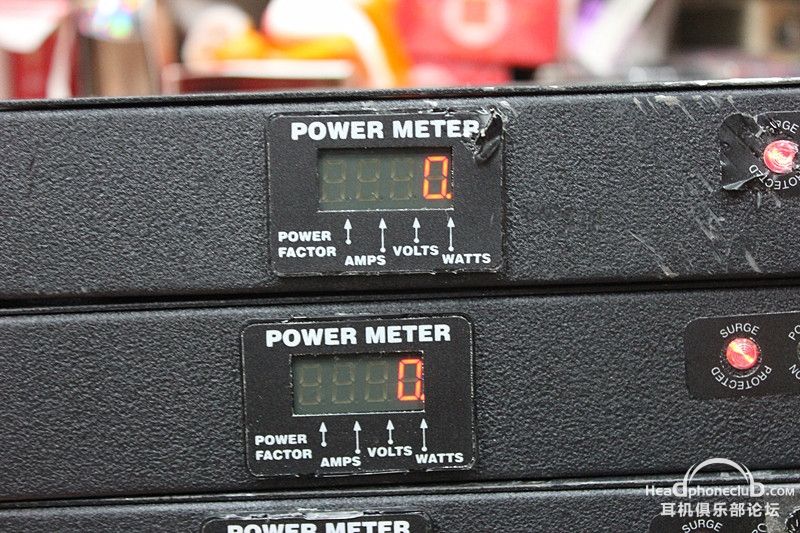 POWER METER
0.
POWER
FACTOR
AMPS
VOLTS
WATTS
SURGE
PROTECTED
POWER METER
0.
POWER
FACTOR
AMPS
VOLTS
WATTS
SURGE
PROTECTED
POWER METER
SURGE
HeadphoneclubD.com
耳机俱乐部论坛